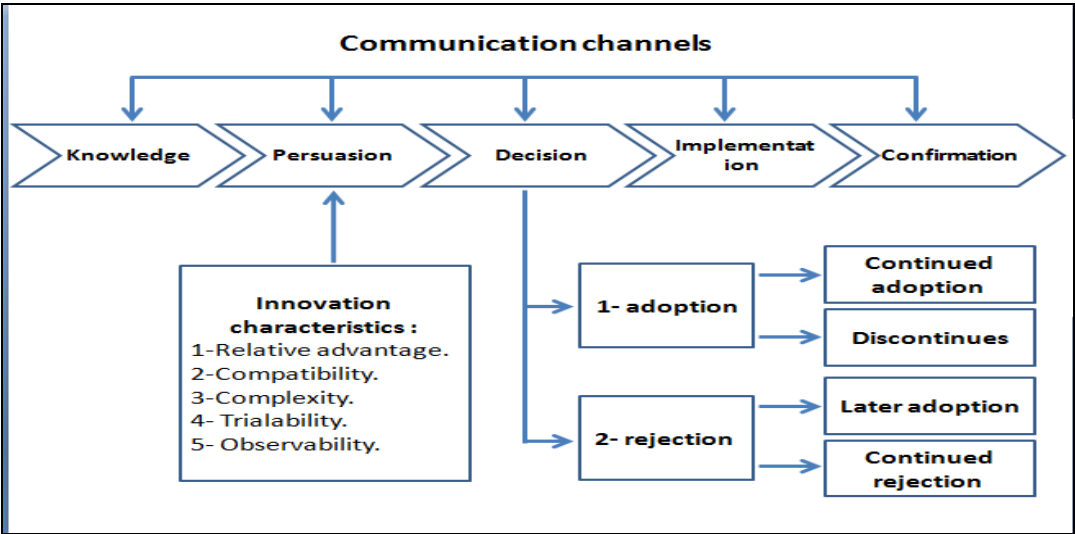 Communication channels
Knowledge
Persuasion
Decision
Implementat
ion
Confirmation
Innovation
characteristics :
1-Relative advantage.
2-Compatibility.
3-Complexity.
4- Trialability.
5- Observability.
1- adoption
2- rejection
Continued
adoption
Discontinues
Later adoption
Continued
rejection